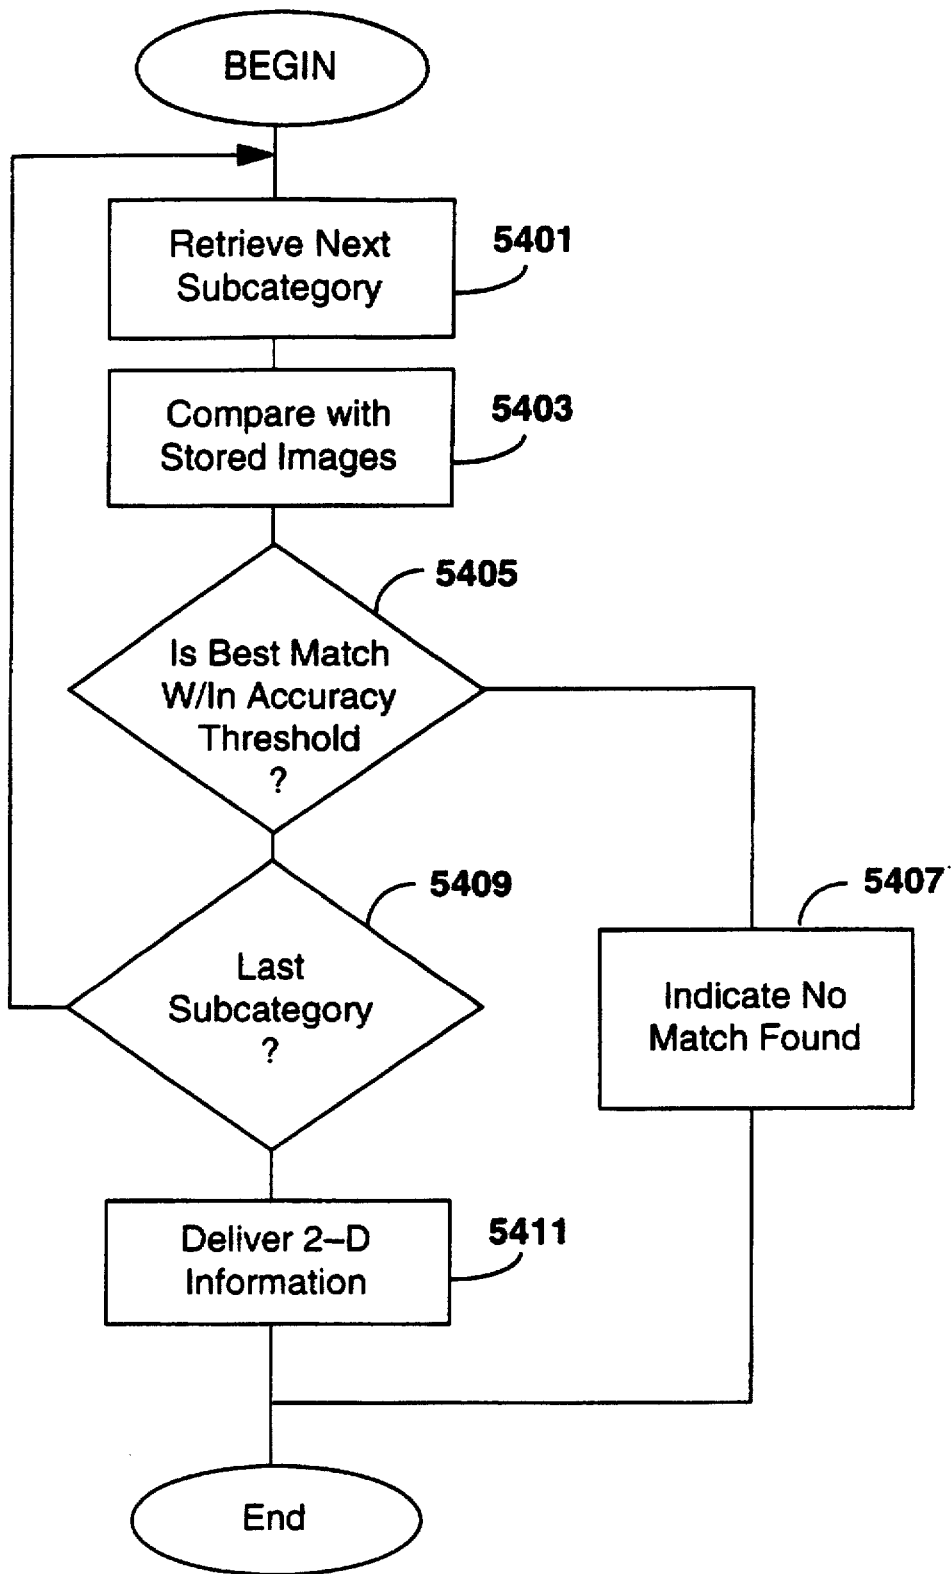 BEGIN
Retrieve Next
Subcategory
5401
Compare with
Stored Images
5403
5405
Is Best Match
W/In Accuracy
Threshold
?
5409
5407
Last
Subcategory
?
Indicate No
Match Found
Deliver 2–D
Information
5411
End